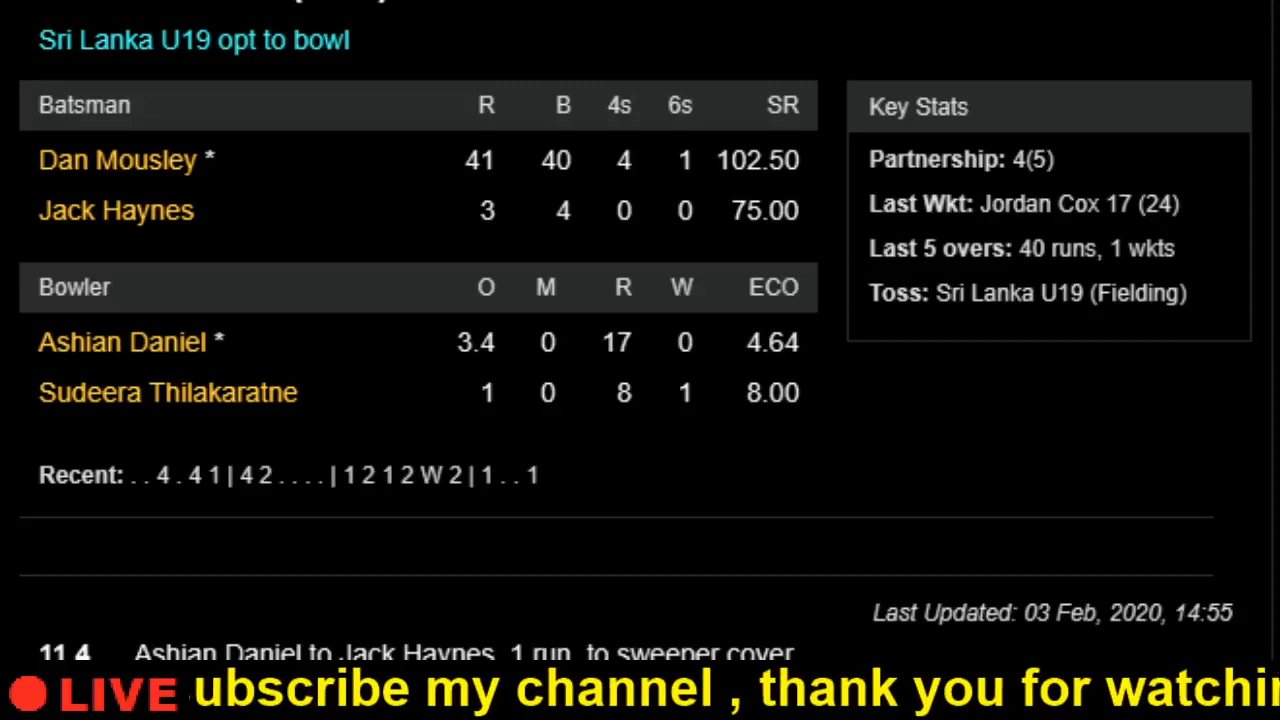 Sri Lanka U19 opt to bowl
Batsman R B 4s 6s SR
Dan Mousley * 41 40 4 1 102.50
Jack Haynes 3 4 0 0 75.00
Bowler O M R W ECO
Ashian Daniel * 3.4 0 17 0 4.64
Sudeera Thilakaratne 1 0 8 1 8.00
Recent: . . 4 . 4 1 | 4 2 . . . . | 1 2 1 2 W 2 | 1 . . 1
Key Stats
Partnership: 4(5)
Last Wkt: Jordan Cox 17 (24)
Last 5 overs: 40 runs, 1 wkts
Toss: Sri Lanka U19 (Fielding)
Last Updated: 03 Feb, 2020, 14:55
11.4 Ashian Daniel to Jack Haynes, 1 run, to sweeper cover
LIVE ubscribe my channel , thank you for watchin